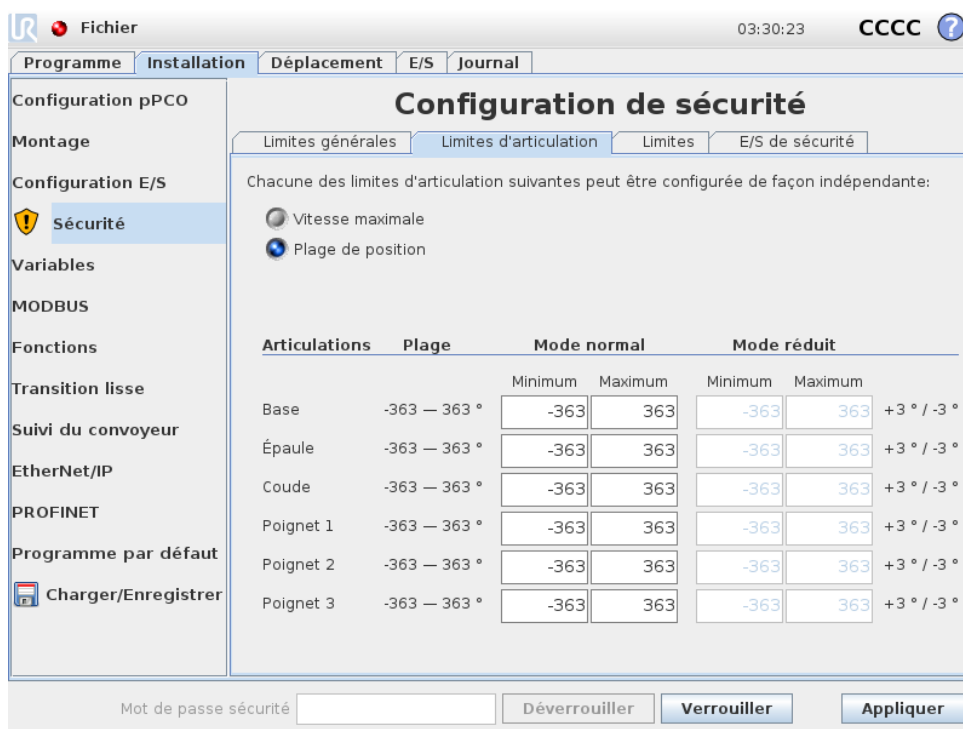 UR Fichier 03:30:23 CCCC ?
Programme Installation Déplacement E/S Journal
Configuration pPCO
Montage
Configuration E/S
Sécurité
Variables
MODBUS
Fonctions
Transition lisse
Suivi du convoyeur
EtherNet/IP
PROFINET
Programme par défaut
Charger/Enregistrer
Configuration de sécurité
Limites générales Limites d'articulation Limites E/S de sécurité
Chacune des limites d'articulation suivantes peut être configurée de façon indépendante:
Vitesse maximale
Plage de position
Articulations Plage Mode normal Mode réduit
Minimum Maximum Minimum Maximum
Base -363 — 363 ° -363 363 -363 363 +3 ° / -3 °
Épaule -363 — 363 ° -363 363 -363 363 +3 ° / -3 °
Coude -363 — 363 ° -363 363 -363 363 +3 ° / -3 °
Poignet 1 -363 — 363 ° -363 363 -363 363 +3 ° / -3 °
Poignet 2 -363 — 363 ° -363 363 -363 363 +3 ° / -3 °
Poignet 3 -363 — 363 ° -363 363 -363 363 +3 ° / -3 °
Mot de passe sécurité Déverrouiller Verrouiller Appliquer